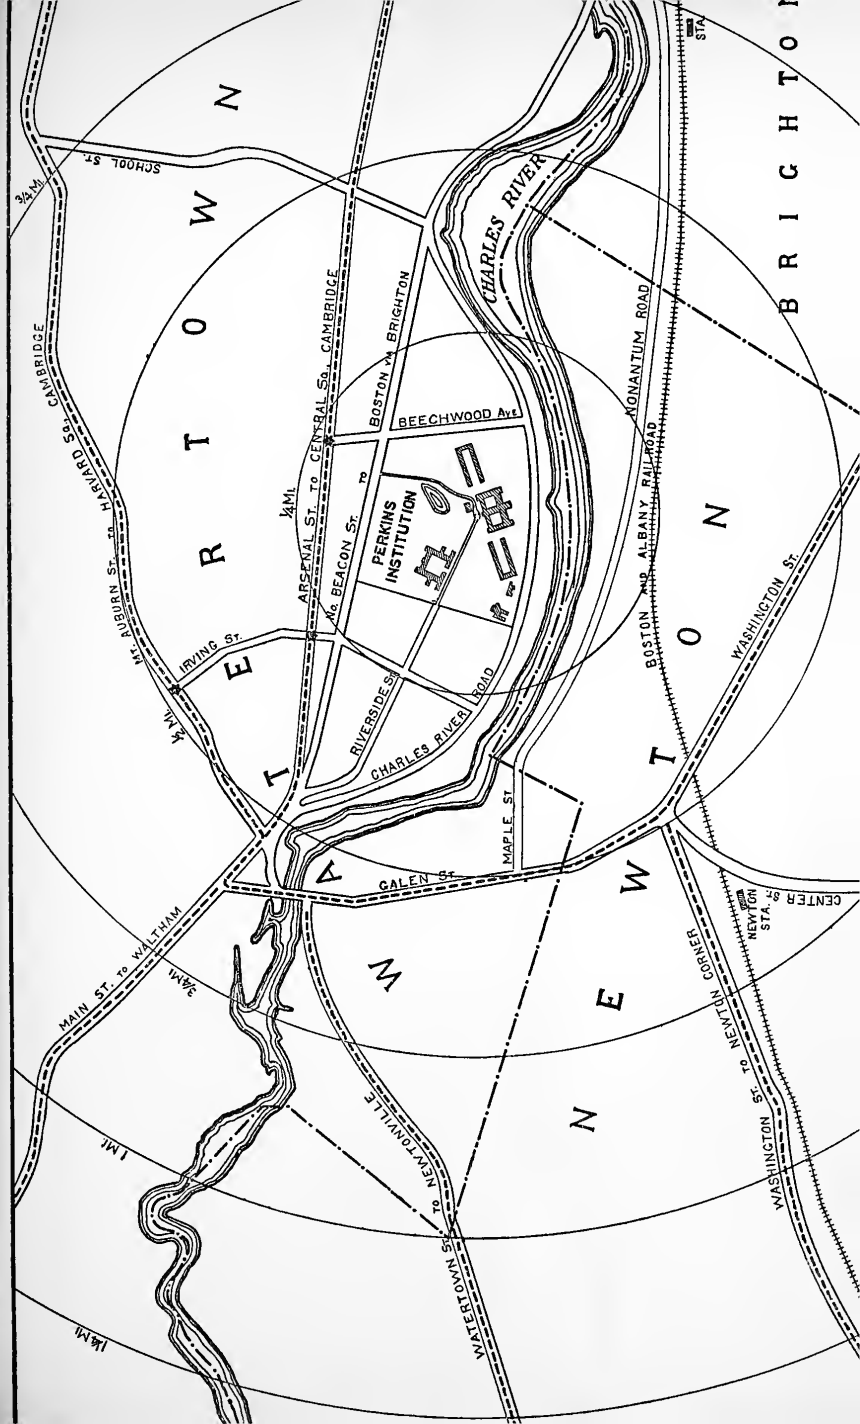 WATERTOWN
NEWTON
BRIGHTON
STA.
SCHOOL ST.
3/4 MI.
CHARLES RIVER
MT. AUBURN ST. TO HARVARD SQ. CAMBRIDGE
ARSENAL ST. TO CENTRAL SQ., CAMBRIDGE
No. BEACON ST. TO BOSTON VIA BRIGHTON
NONANTUM ROAD
BEECHWOOD AVE
1/4 MI.
PERKINS
INSTITUTION
BOSTON AND ALBANY RAILROAD
IRVING ST.
1/2 MI.
RIVERSIDE ST.
CHARLES RIVER ROAD
WASHINGTON ST.
MAPLE ST
GALEN ST.
CENTER ST.
NEWTON
STA.
MAIN ST. TO WALTHAM
3/4 MI.
1 MI.
WATERTOWN ST. TO NEWTONVILLE
WASHINGTON ST. TO NEWTON CORNER
1 1/4 MI